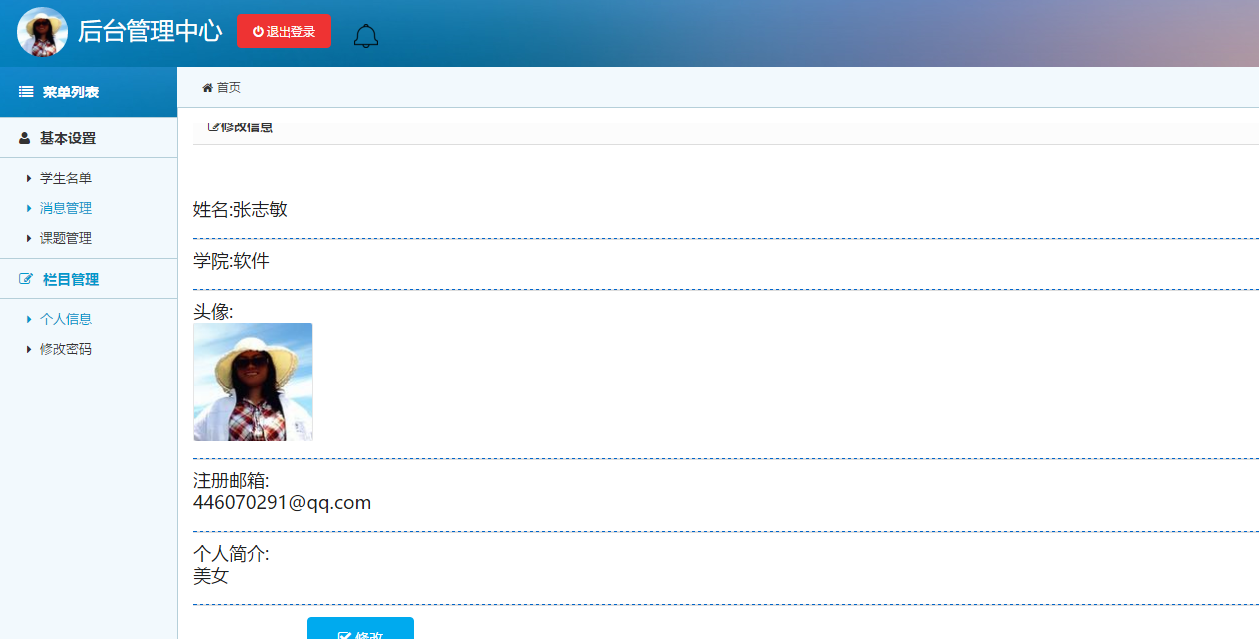 后台管理中心
退出登录
菜单列表
首页
基本设置
学生名单
消息管理
课题管理
栏目管理
个人信息
修改密码
修改信息
姓名:张志敏
学院:软件
头像:
注册邮箱:
446070291@qq.com
个人简介:
美女
修改